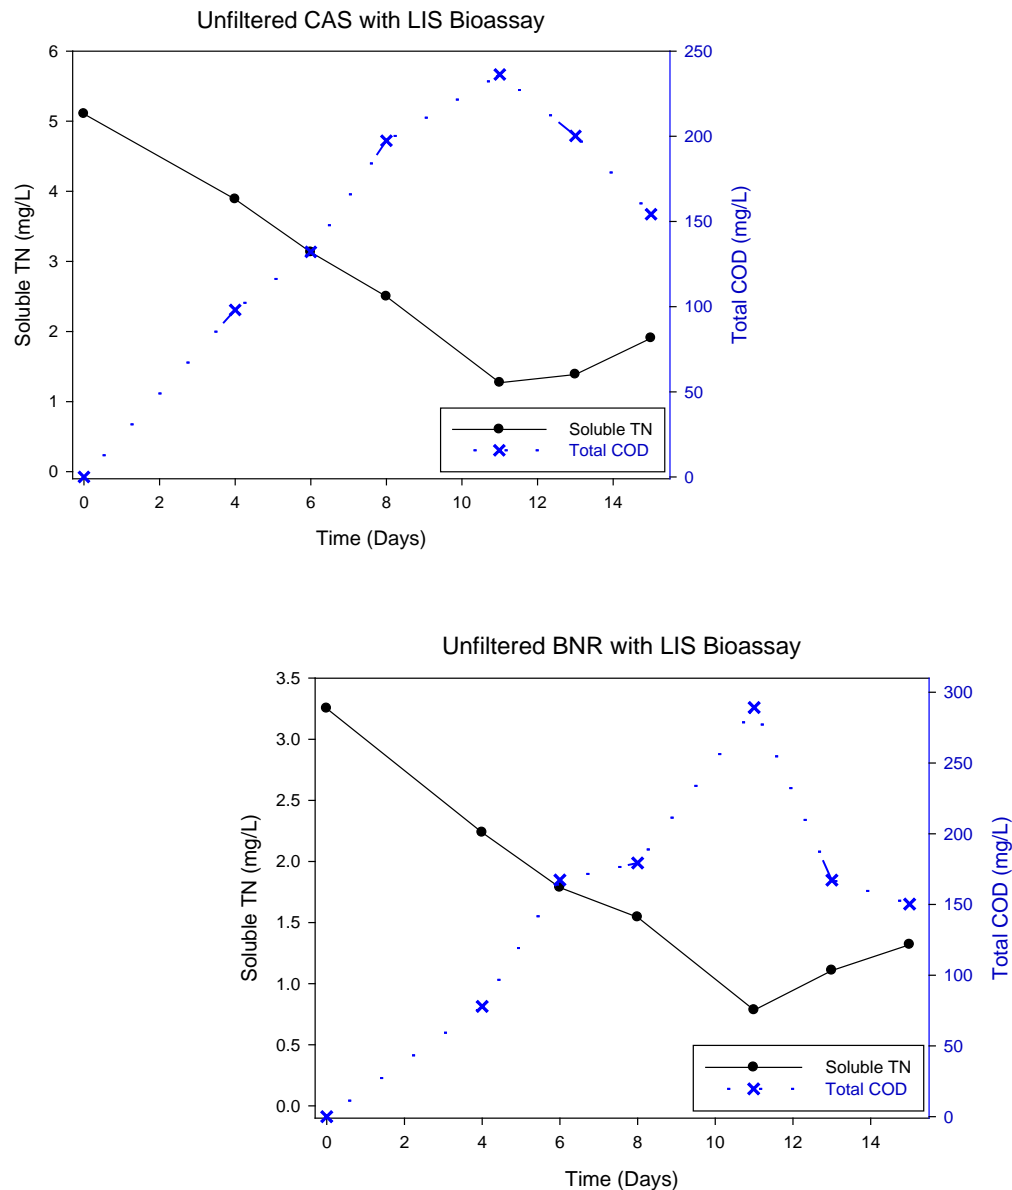 Unfiltered CAS with LIS Bioassay
6
5
4
3
2
1
0
Soluble TN (mg/L)
250
200
150
100
50
0
Total COD (mg/L)
Soluble TN
Total COD
0 2 4 6 8 10 12 14
Time (Days)
Unfiltered BNR with LIS Bioassay
3.5
3.0
2.5
2.0
1.5
1.0
0.5
0.0
Soluble TN (mg/L)
300
250
200
150
100
50
0
Total COD (mg/L)
Soluble TN
Total COD
0 2 4 6 8 10 12 14
Time (Days)